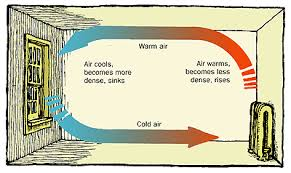 Warm air
Air cools,
becomes more
dense, sinks
Air warms,
becomes less
dense, rises
Cold air